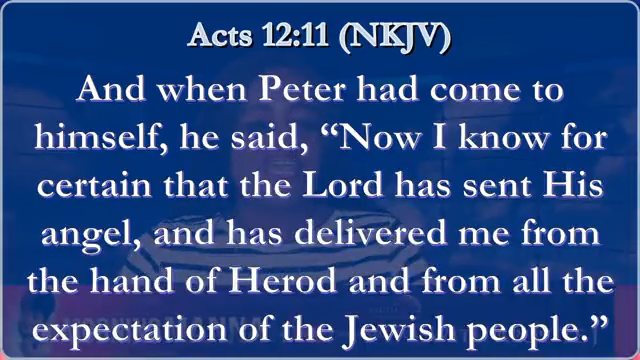 Acts 12:11 (NKJV)
And when Peter had come to
himself, he said, “Now I know for
certain that the Lord has sent His
angel, and has delivered me from
the hand of Herod and from all the
expectation of the Jewish people.”